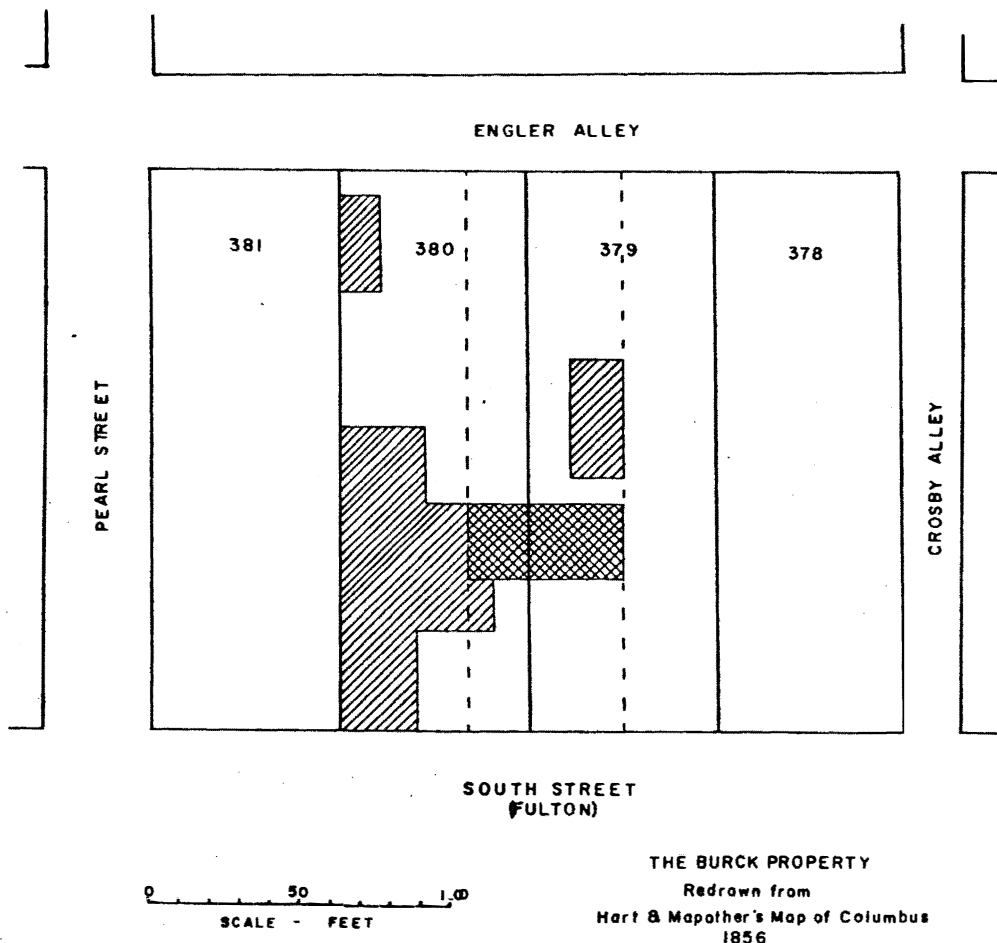 ENGLER ALLEY
381
380
379
378
PEARL STREET
CROSBY ALLEY
SOUTH STREET
(FULTON)
0 50 100
SCALE - FEET
THE BURCK PROPERTY
Redrawn from
Hart & Mapother's Map of Columbus
1856